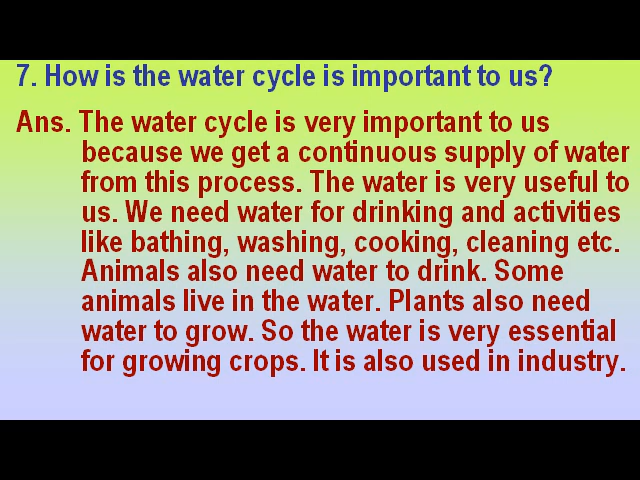 7. How is the water cycle is important to us?
Ans. The water cycle is very important to us
because we get a continuous supply of water
from this process. The water is very useful to
us. We need water for drinking and activities
like bathing, washing, cooking, cleaning etc.
Animals also need water to drink. Some
animals live in the water. Plants also need
water to grow. So the water is very essential
for growing crops. It is also used in industry.